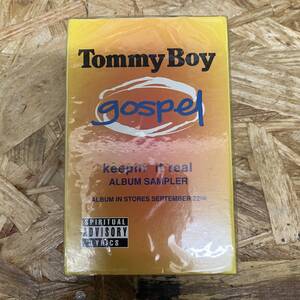 Tommy Boy
gospel
keepin' it real
ALBUM SAMPLER
ALBUM IN STORES SEPTEMBER 22nd
SPIRITUAL
ADVISORY
LYRICS